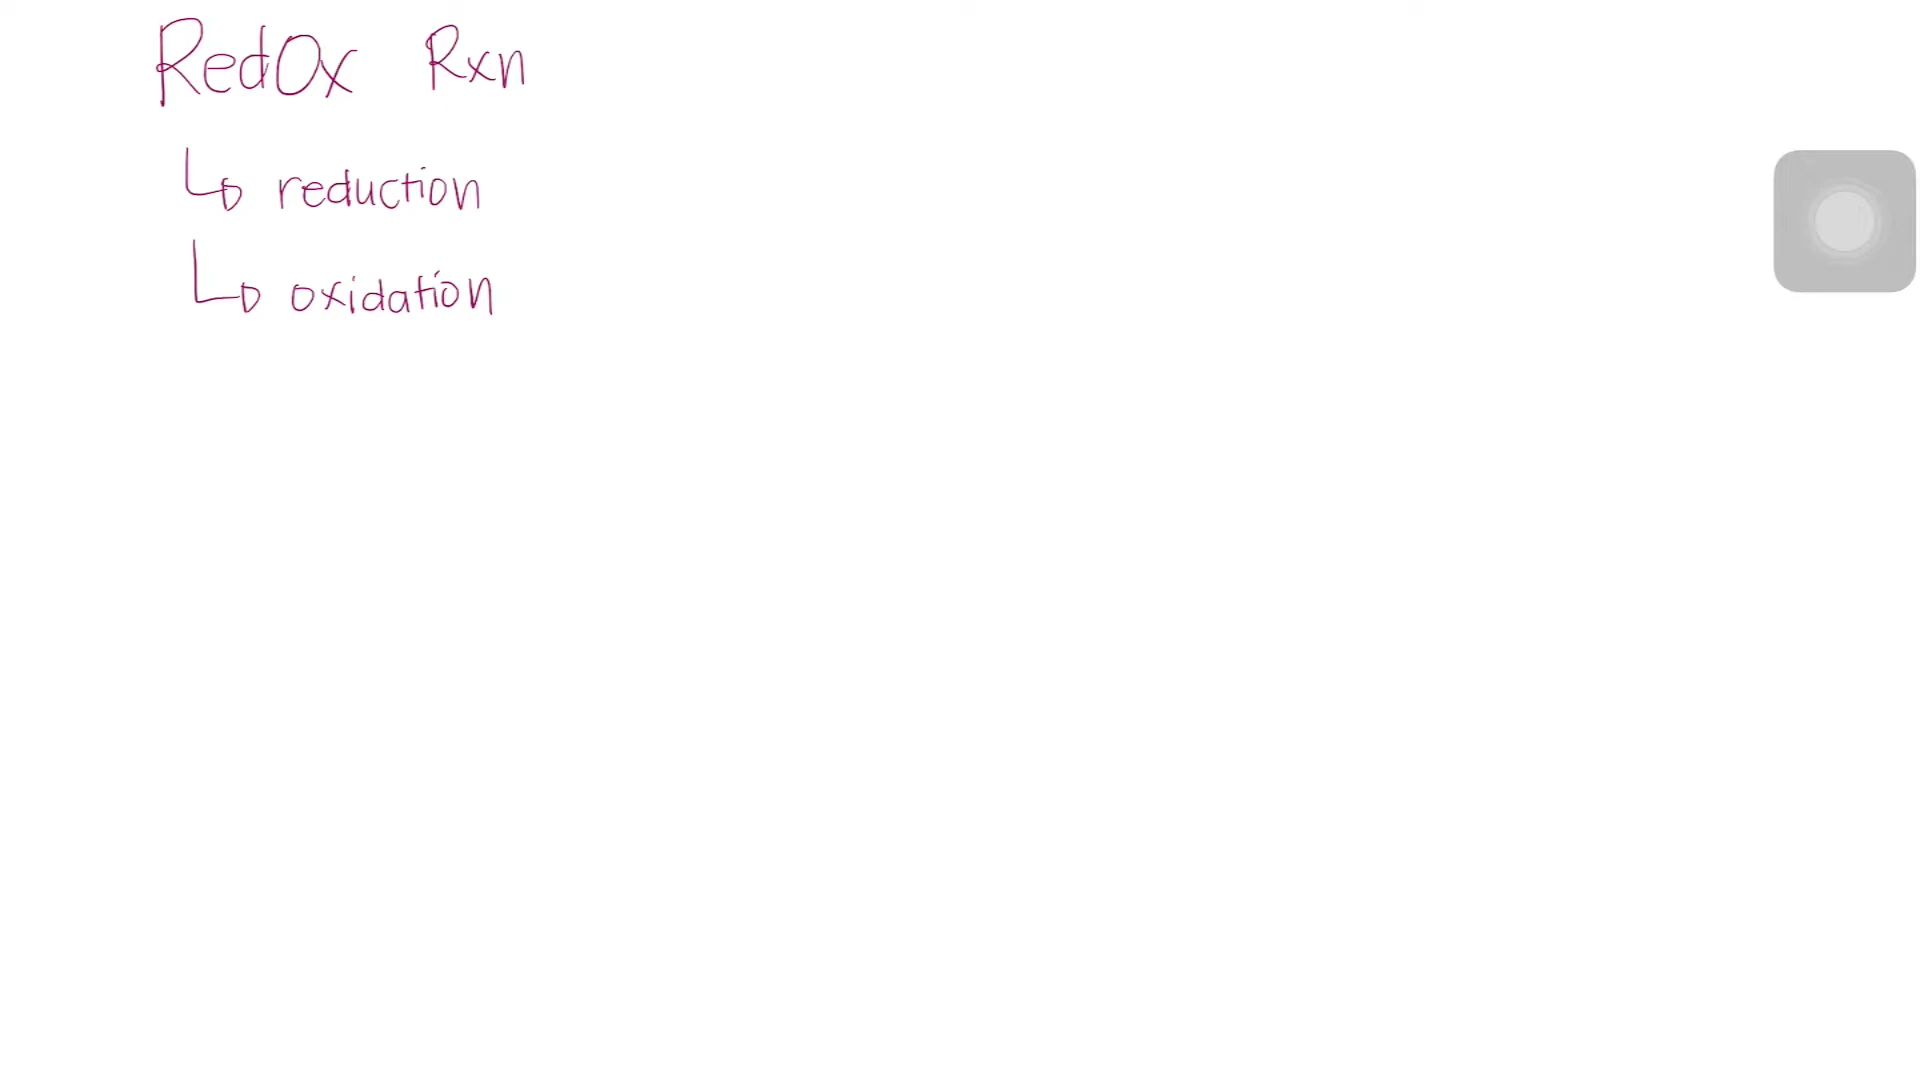 RedOx Rxn
↳ reduction
↳ oxidation